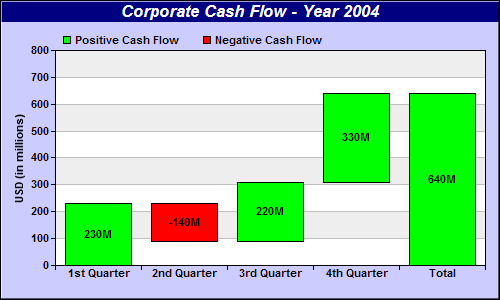 Corporate Cash Flow - Year 2004
Positive Cash Flow Negative Cash Flow
USD (in millions)
800
700
600
500
400
300
200
100
0
230M
-140M
220M
330M
640M
1st Quarter 2nd Quarter 3rd Quarter 4th Quarter Total